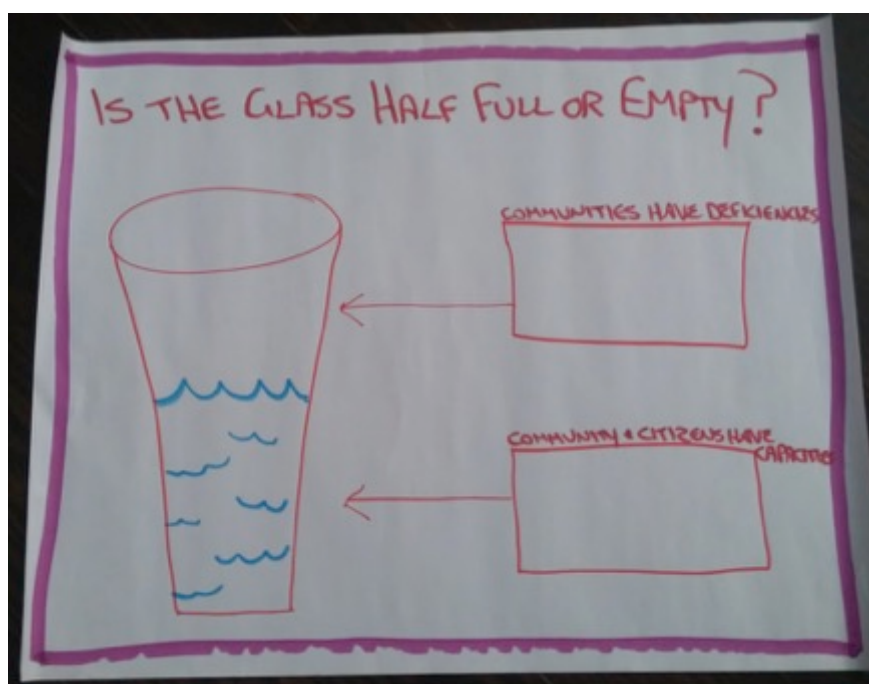 IS THE GLASS HALF FULL OR EMPTY?
COMMUNITIES HAVE DEFICIENCIES
COMMUNITY & CITIZENS HAVE
CAPACITIES